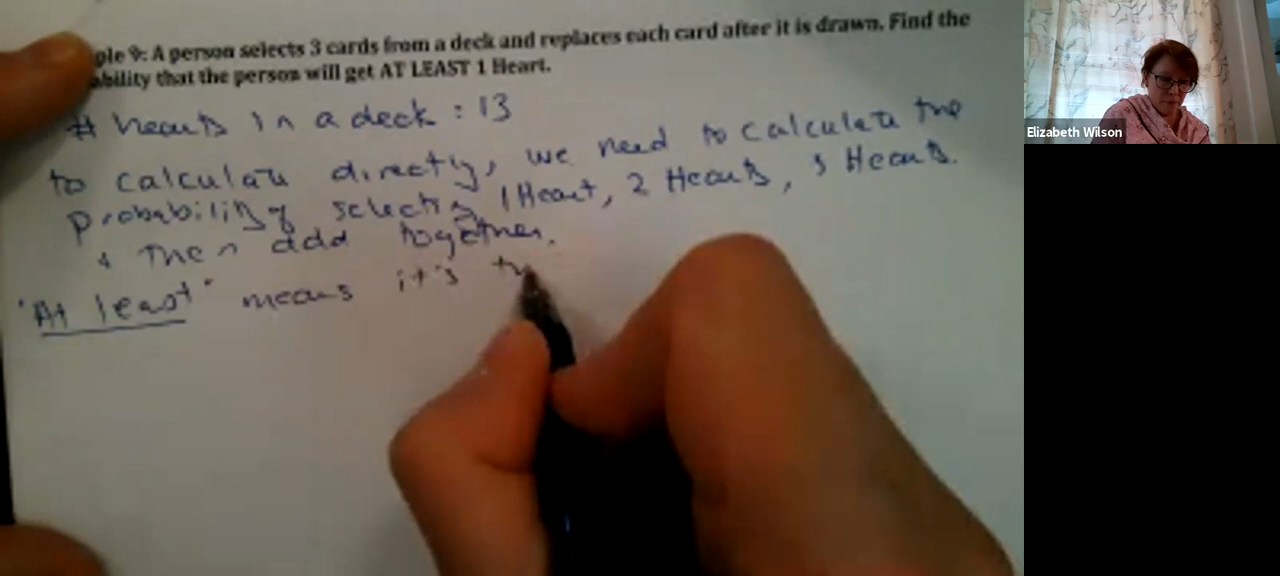 ple 9: A person selects 3 cards from a deck and replaces each card after it is drawn. Find the
ability that the person will get AT LEAST 1 Heart.
# hearts in a deck : 13
to calculate directly, we need to calculate the
probability of selecting 1 Heart, 2 Hearts, 3 Hearts.
& then add together.
"At least" means it's
Elizabeth Wilson